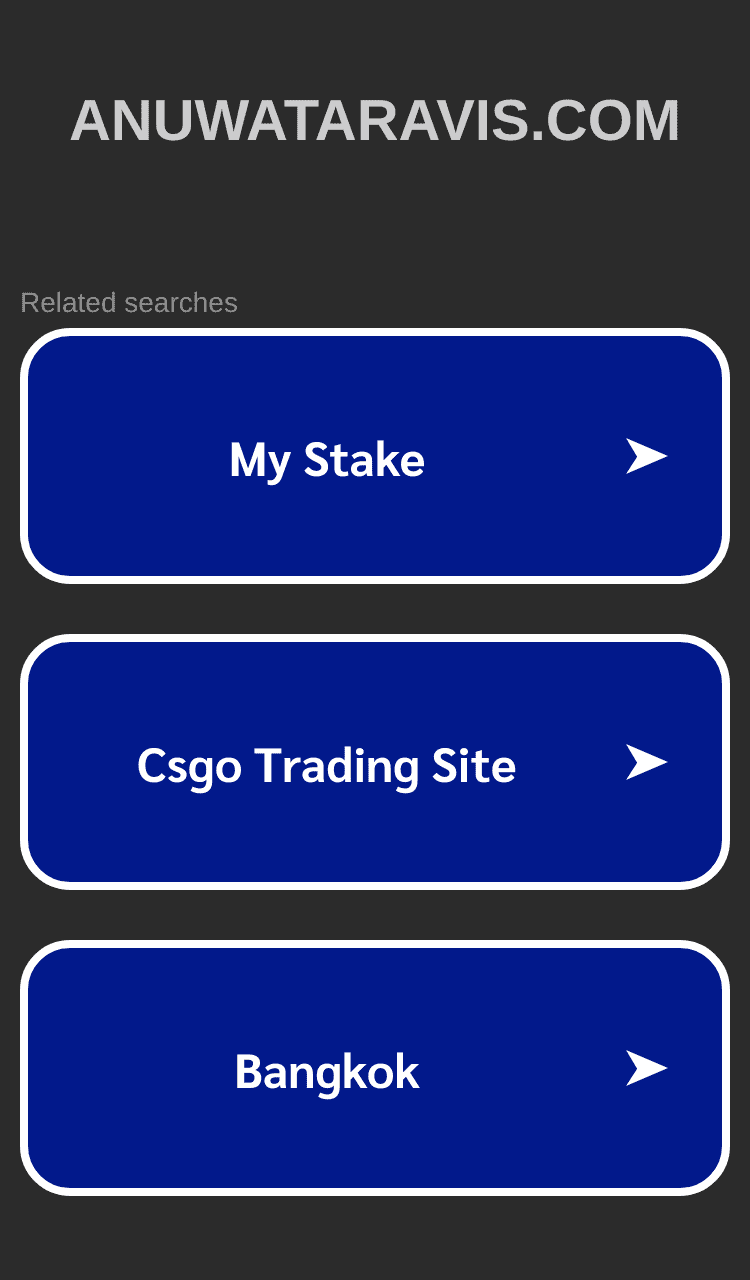 ANUWATARAVIS.COM
Related searches
My Stake
Csgo Trading Site
Bangkok